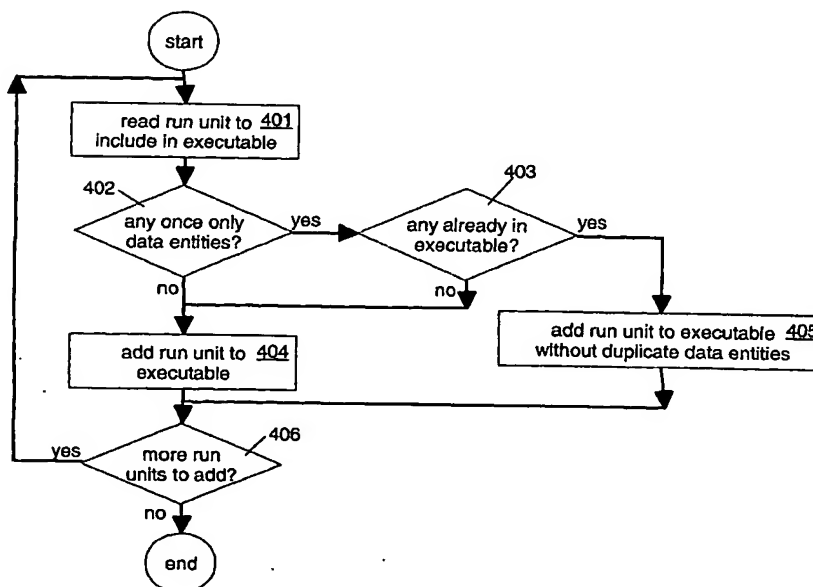 start
read run unit to 401
include in executable
402
403
any once only
data entities?
yes
any already in
executable?
yes
no
no
add run unit to 404
executable
add run unit to executable 405
without duplicate data entities
yes
more run
units to add?
406
no
end